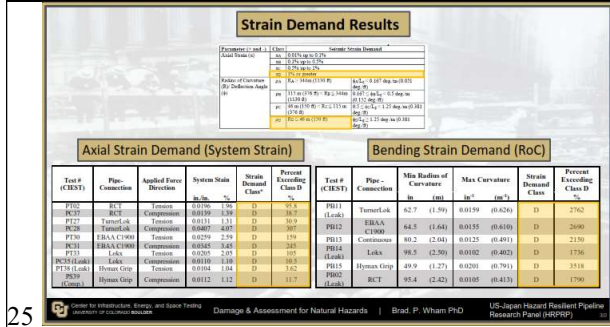 Strain Demand Results
Parameter (+ and -) Class Seismic Strain Demand
Axial Strain (ε)
Radius of Curvature
Axial Strain Demand (System Strain)
Test # (CIEST) Pipe-Connection Applied Force Direction System Stain Strain Demand Class* Percent Exceeding Class D
in./in. % %
PT02 RCT Tension 0.0196 1.96 D 95.8
PC37 RCT Compression 0.0139 1.39 D 38.7
PT27 TurnerLok Tension 0.0131 1.31 D 30.9
PC28 TurnerLok Compression 0.0407 4.07 D 307
PT30 EBAA C1900 Tension 0.0259 2.59 D 159
PC31 EBAA C1900 Compression 0.0345 3.45 D 245
PT33 Lokx Tension 0.0205 2.05 D 105
PC35 (Leak) Lokx Compression 0.0110 1.10 D 10.5
PT38 (Leak) Hymax Grip Tension 0.0104 1.04 D 3.62
PS39 (Comp.) Hymax Grip Compression 0.0112 1.12 D 11.7
Bending Strain Demand (RoC)
Test # (CIEST) Pipe - Connection Min Radius of Curvature Max Curvature Strain Demand Class Percent Exceeding Class D
in (m) in⁻¹ (m⁻¹) %
PB11 (Leak) TurnerLok 62.7 (1.59) 0.0159 (0.626) D 2762
PB12 EBAA C1900 64.5 (1.64) 0.0155 (0.610) D 2690
PB13 Continuous 80.2 (2.04) 0.0125 (0.491) D 2150
PB14 (Leak) Lokx 98.5 (2.50) 0.0102 (0.402) D 1736
PB15 Hymax Grip 49.9 (1.27) 0.0201 (0.791) D 3518
PB02 (Leak) RCT 95.4 (2.42) 0.0105 (0.413) D 1790
Center for Infrastructure, Energy, and Space Testing
UNIVERSITY OF COLORADO BOULDER
Damage & Assessment for Natural Hazards | Brad. P. Wham PhD
US-Japan Hazard Resilient Pipeline
Research Panel (HRPRP)
25